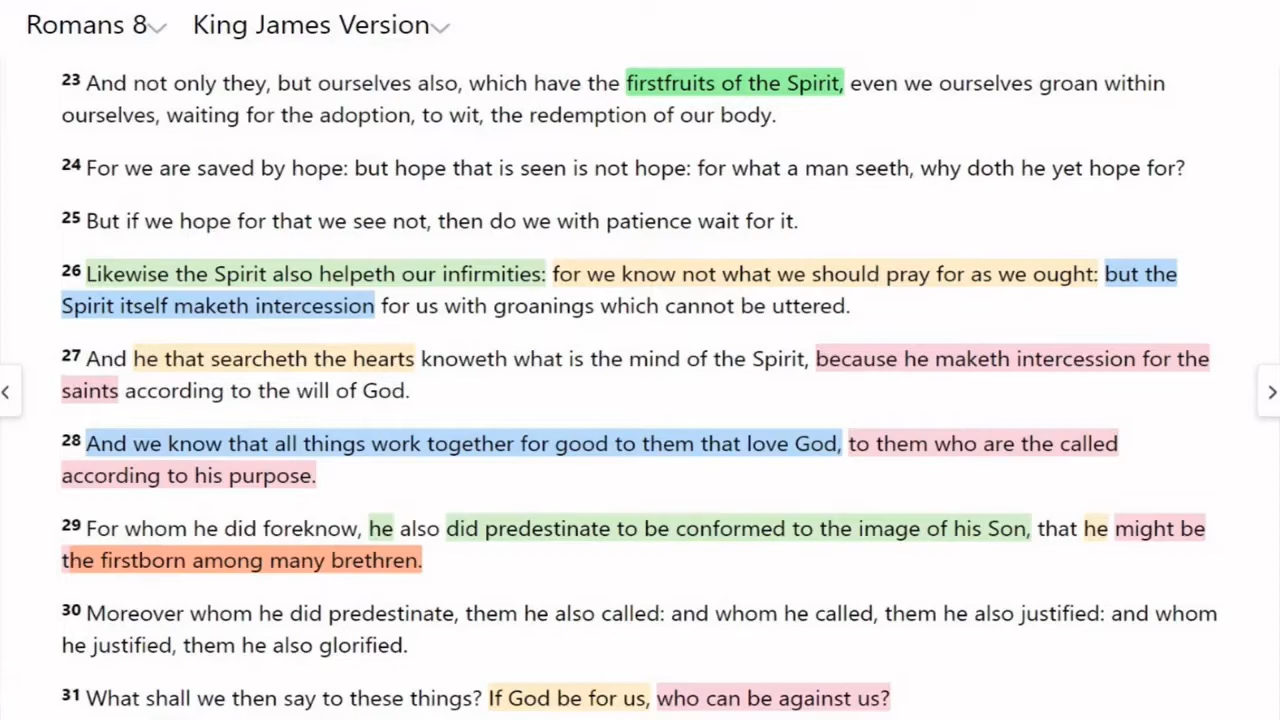 Romans 8 King James Version
23 And not only they, but ourselves also, which have the firstfruits of the Spirit, even we ourselves groan within
ourselves, waiting for the adoption, to wit, the redemption of our body.
24 For we are saved by hope: but hope that is seen is not hope: for what a man seeth, why doth he yet hope for?
25 But if we hope for that we see not, then do we with patience wait for it.
26 Likewise the Spirit also helpeth our infirmities: for we know not what we should pray for as we ought: but the
Spirit itself maketh intercession for us with groanings which cannot be uttered.
27 And he that searcheth the hearts knoweth what is the mind of the Spirit, because he maketh intercession for the
saints according to the will of God.
28 And we know that all things work together for good to them that love God, to them who are the called
according to his purpose.
29 For whom he did foreknow, he also did predestinate to be conformed to the image of his Son, that he might be
the firstborn among many brethren.
30 Moreover whom he did predestinate, them he also called: and whom he called, them he also justified: and whom
he justified, them he also glorified.
31 What shall we then say to these things? If God be for us, who can be against us?